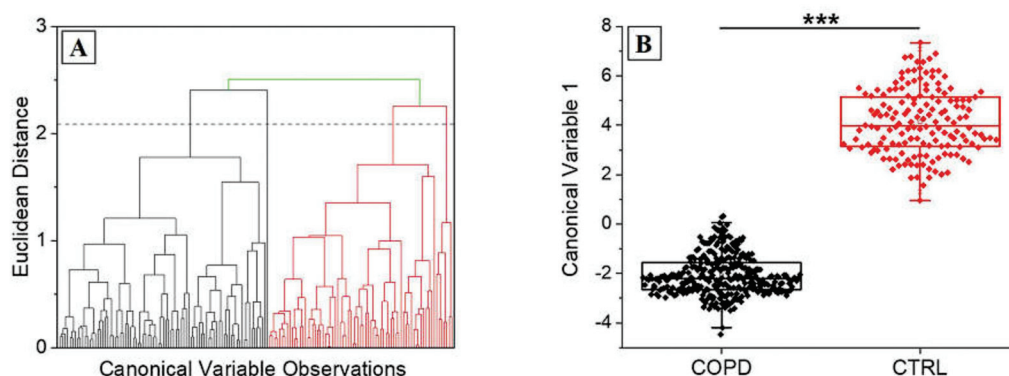 A
3
2
1
0
Euclidean Distance
Canonical Variable Observations
B
***
8
6
4
2
0
-2
-4
Canonical Variable 1
COPD
CTRL